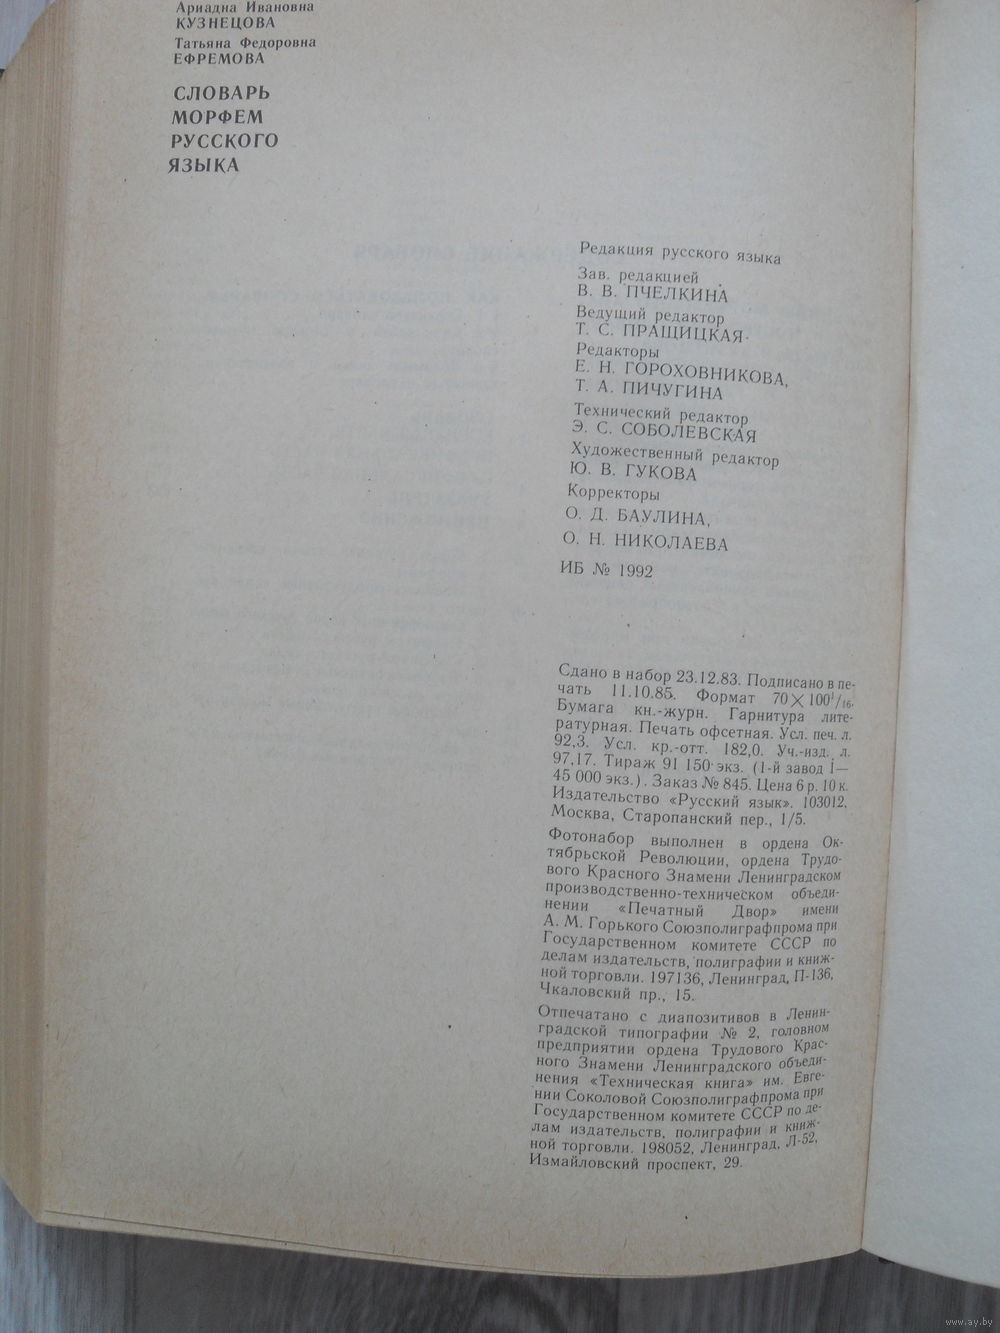 Ариадна Ивановна
КУЗНЕЦОВА
Татьяна Федоровна
ЕФРЕМОВА
СЛОВАРЬ
МОРФЕМ
РУССКОГО
ЯЗЫКА
Редакция русского языка
Зав. редакцией
В. В. ПЧЕЛКИНА
Ведущий редактор
Т. С. ПРАЩИЦКАЯ
Редакторы
Е. Н. ГОРОХОВНИКОВА,
Т. А. ПИЧУГИНА
Технический редактор
Э. С. СОБОЛЕВСКАЯ
Художественный редактор
Ю. В. ГУКОВА
Корректоры
О. Д. БАУЛИНА,
О. Н. НИКОЛАЕВА
ИБ № 1992
Сдано в набор 23.12.83. Подписано в пе-
чать 11.10.85. Формат 70×100¹/₁₆.
Бумага кн.-журн. Гарнитура лите-
ратурная. Печать офсетная. Усл. печ. л.
92,3. Усл. кр.-отт. 182,0. Уч.-изд. л.
97,17. Тираж 91 150 экз. (1-й завод 1—
45 000 экз.). Заказ № 845. Цена 6 р. 10 к.
Издательство «Русский язык». 103012,
Москва, Старопанский пер., 1/5.
Фотонабор выполнен в ордена Ок-
тябрьской Революции, ордена Трудо-
вого Красного Знамени Ленинградском
производственно-техническом объеди-
нении «Печатный Двор» имени
А. М. Горького Союзполиграфпрома при
Государственном комитете СССР по
делам издательств, полиграфии и книж-
ной торговли. 197136, Ленинград, П-136,
Чкаловский пр., 15.
Отпечатано с диапозитивов в Ленин-
градской типографии № 2, головном
предприятии ордена Трудового Крас-
ного Знамени Ленинградского объеди-
нения «Техническая книга» им. Евге-
нии Соколовой Союзполиграфпрома при
Государственном комитете СССР по де-
лам издательств, полиграфии и книж-
ной торговли. 198052, Ленинград, Л-52,
Измайловский проспект, 29.
www.ay.by